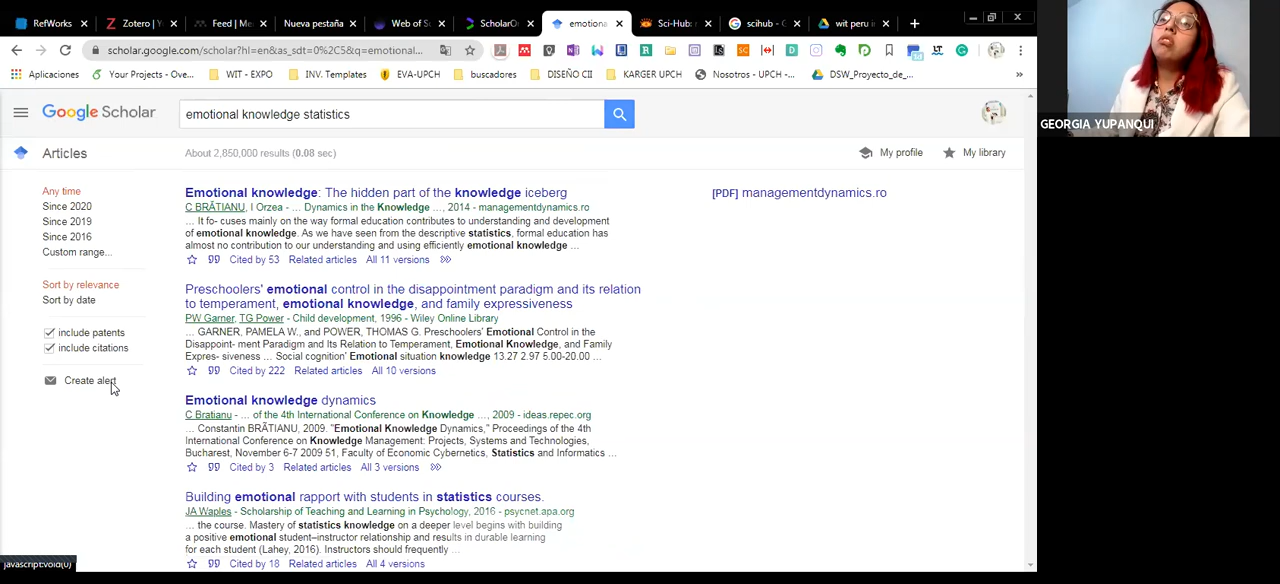 RefWorks
Zotero | Yo
Feed | Me
Nueva pestaña
Web of S
ScholarO
emotiona
Sci-Hub:
scihub - G
wit peru in
scholar.google.com/scholar?hl=en&as_sdt=0%2C5&q=emotional...
Aplicaciones
Your Projects - Ove...
WIT - EXPO
INV. Templates
EVA-UPCH
buscadores
DISEÑO CII
KARGER UPCH
Nosotros - UPCH -...
DSW_Proyecto_de_...
GEORGIA YUPANQUI
Google Scholar
emotional knowledge statistics
Articles
About 2,850,000 results (0.08 sec)
My profile
My library
Any time
Since 2020
Since 2019
Since 2016
Custom range...
Sort by relevance
Sort by date
include patents
include citations
Create alert
Emotional knowledge: The hidden part of the knowledge iceberg
[PDF] managementdynamics.ro
C BRĂTIANU, I Orzea - ... Dynamics in the Knowledge ..., 2014 - managementdynamics.ro
... It fo- cuses mainly on the way formal education contributes to understanding and development
of emotional knowledge. As we have seen from the descriptive statistics, formal education has
almost no contribution to our understanding and using efficiently emotional knowledge ...
Cited by 53 Related articles All 11 versions
Preschoolers' emotional control in the disappointment paradigm and its relation
to temperament, emotional knowledge, and family expressiveness
PW Garner, TG Power - Child development, 1996 - Wiley Online Library
... GARNER, PAMELA W., and POWER, THOMAS G. Preschoolers' Emotional Control in the
Disappoint- ment Paradigm and Its Relation to Temperament, Emotional Knowledge, and Family
Expres- siveness ... Social cognition' Emotional situation knowledge 13.27 2.97 5.00-20.00 ...
Cited by 222 Related articles All 10 versions
Emotional knowledge dynamics
C Bratianu - ... of the 4th International Conference on Knowledge ..., 2009 - ideas.repec.org
... Constantin BRĂTIANU, 2009. "Emotional Knowledge Dynamics," Proceedings of the 4th
International Conference on Knowledge Management: Projects, Systems and Technologies,
Bucharest, November 6-7 2009 51, Faculty of Economic Cybernetics, Statistics and Informatics ...
Cited by 3 Related articles All 3 versions
Building emotional rapport with students in statistics courses.
JA Waples - Scholarship of Teaching and Learning in Psychology, 2016 - psycnet.apa.org
... the course. Mastery of statistics knowledge on a deeper level begins with building
a positive emotional student–instructor relationship and results in durable learning
for each student (Lahey, 2016). Instructors should frequently ...
Cited by 18 Related articles All 4 versions
javascript:void(0)